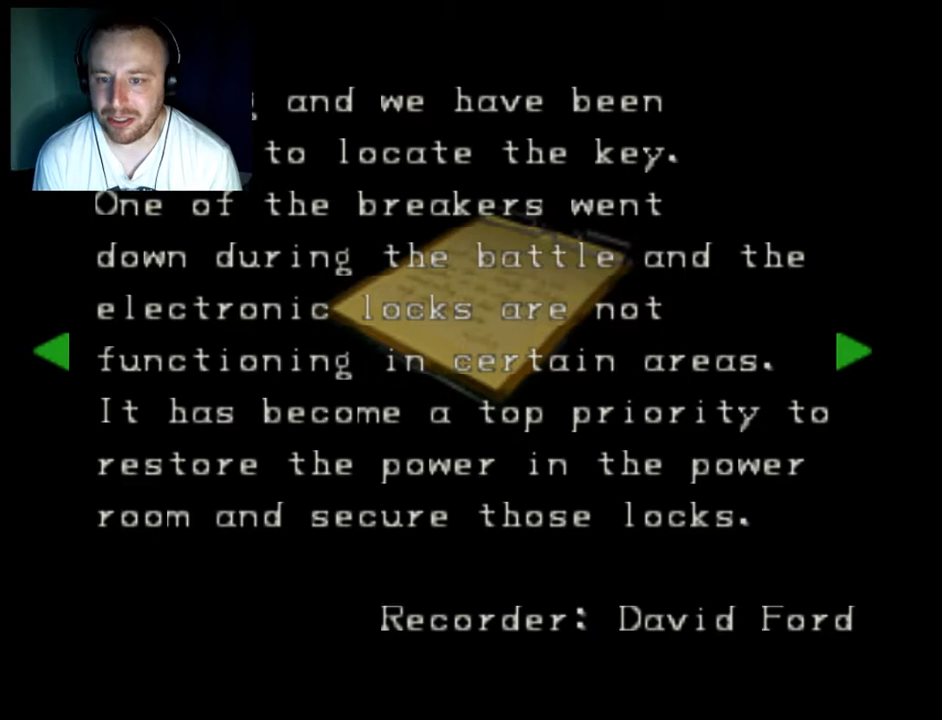 and we have been
to locate the key.
One of the breakers went
down during the battle and the
electronic locks are not
functioning in certain areas.
It has become a top priority to
restore the power in the power
room and secure those locks.
Recorder: David Ford